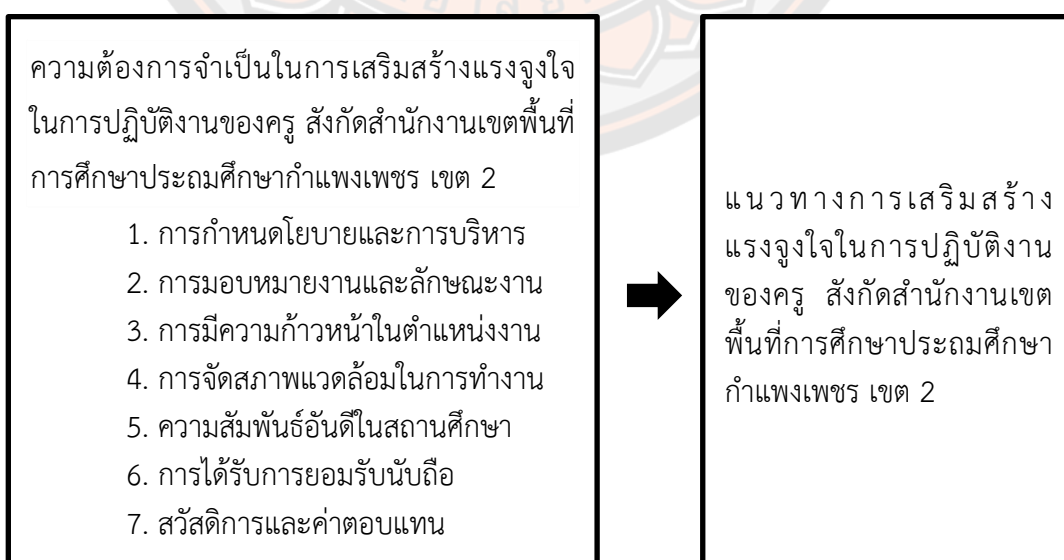 ความต้องการจำเป็นในการเสริมสร้างแรงจูงใจ
ในการปฏิบัติงานของครู สังกัดสำนักงานเขตพื้นที่
การศึกษาประถมศึกษากำแพงเพชร เขต 2
1. การกำหนดโยบายและการบริหาร
2. การมอบหมายงานและลักษณะงาน
3. การมีความก้าวหน้าในตำแหน่งงาน
4. การจัดสภาพแวดล้อมในการทำงาน
5. ความสัมพันธ์อันดีในสถานศึกษา
6. การได้รับการยอมรับนับถือ
7. สวัสดิการและค่าตอบแทน
แนวทางการเสริมสร้าง
แรงจูงใจในการปฏิบัติงาน
ของครู สังกัดสำนักงานเขต
พื้นที่การศึกษาประถมศึกษา
กำแพงเพชร เขต 2